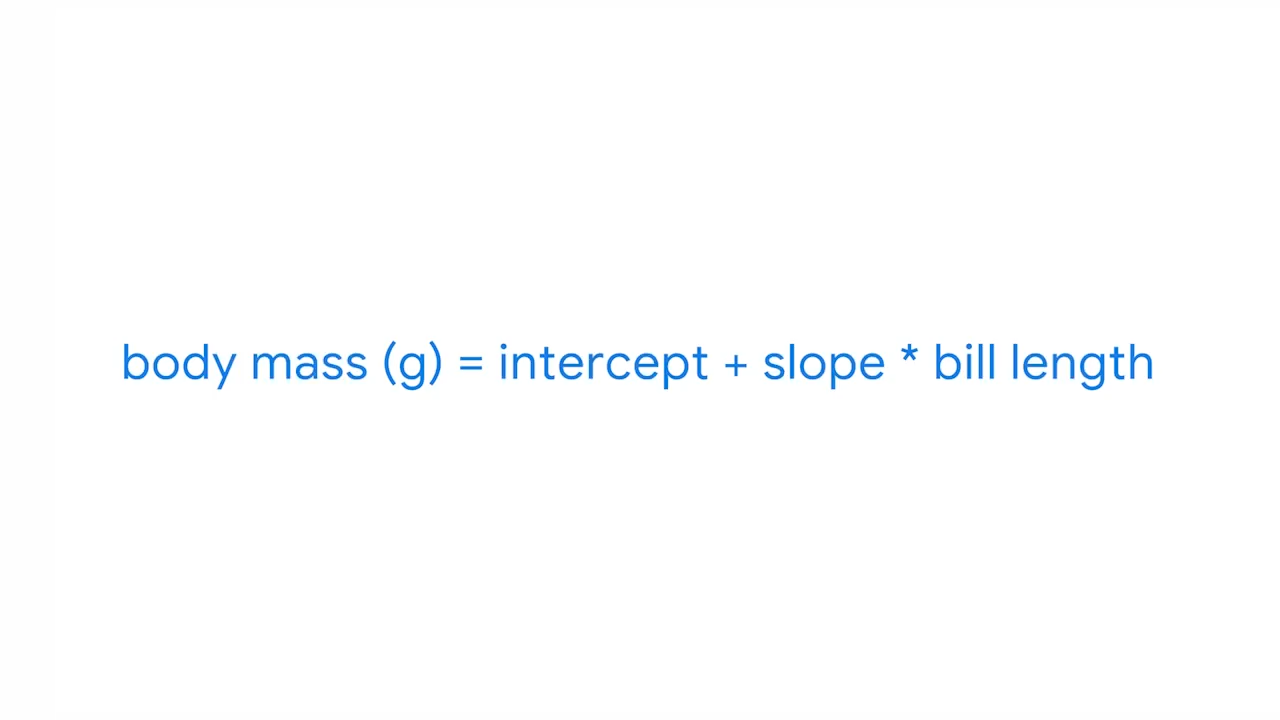 body mass (g) = intercept + slope * bill length